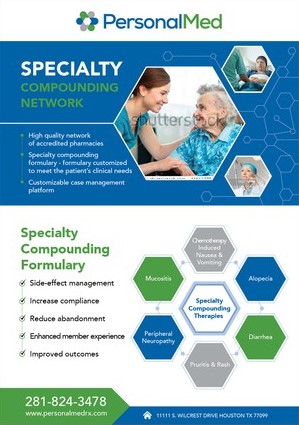 PersonalMed
SPECIALTY
COMPOUNDING
NETWORK
High quality network
of accredited pharmacies
Specialty compounding
formulary - formulary customized
to meet the patient's clinical needs
Customizable case management
platform
shutterstock
Specialty
Compounding
Formulary
Side-effect management
Increase compliance
Reduce abandonment
Enhanced member experience
Improved outcomes
Chemotherapy
Induced
Nausea &
Vomiting
Mucositis
Alopecia
Specialty
Compounding
Therapies
Peripheral
Neuropathy
Diarrhea
Pruritis & Rash
281-824-3478
www.personalmedrx.com
11111 S. WILCREST DRIVE HOUSTON TX 77099